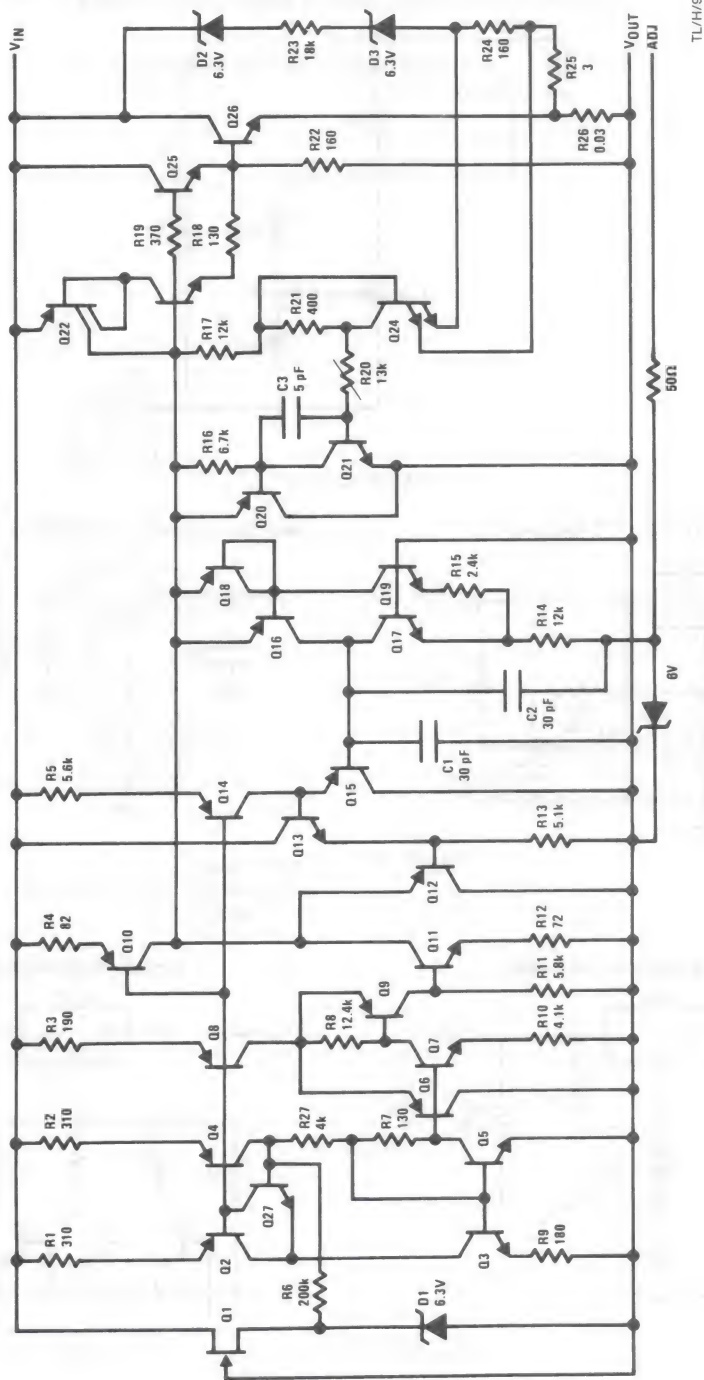 VIN
D2
6.3V
R23
18k
D3
6.3V
R24
160
R25
3
R26
0.03
VOUT
ADJ
Q26
Q25
R22
160
R19
370
R18
130
Q22
R17
12k
R21
400
Q24
R20
13k
C3
5 pF
R16
6.7k
Q21
Q20
50Ω
Q18
Q16
Q19
Q17
R15
2.4k
R14
12k
C2
30 pF
C1
30 pF
6V
R5
5.6k
Q14
Q15
Q13
R13
5.1k
Q12
R4
82
Q10
Q11
R12
72
R11
5.8k
R3
190
Q8
Q9
R8
12.4k
Q7
R10
4.1k
Q6
R2
310
Q4
R27
4k
R7
130
Q5
Q27
R1
310
Q2
Q3
R9
180
R6
200k
Q1
D1
6.3V
TL/H/9